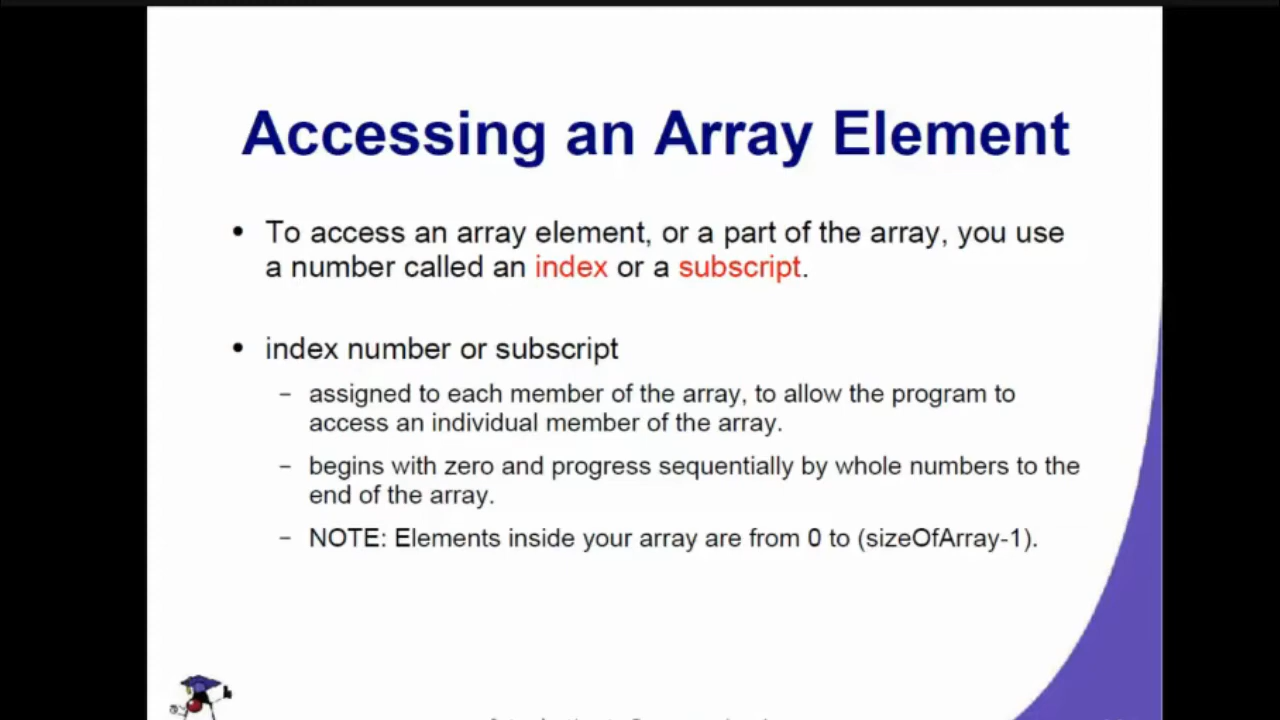 Accessing an Array Element
• To access an array element, or a part of the array, you use
a number called an index or a subscript.
• index number or subscript
– assigned to each member of the array, to allow the program to
access an individual member of the array.
– begins with zero and progress sequentially by whole numbers to the
end of the array.
– NOTE: Elements inside your array are from 0 to (sizeOfArray-1).